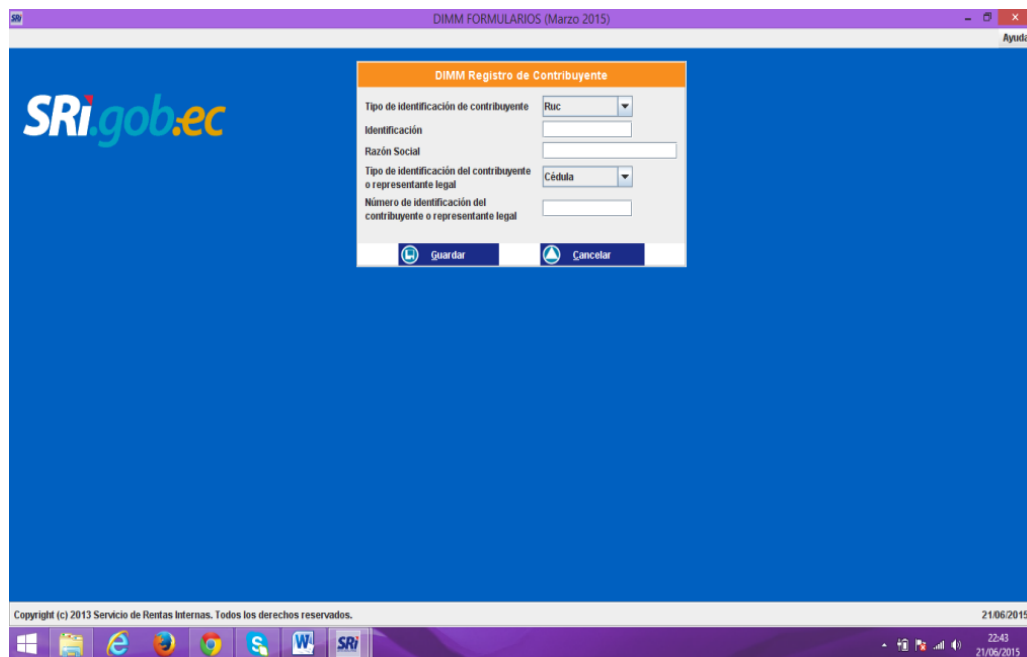 SRi
DIMM FORMULARIOS (Marzo 2015)
Ayuda
SRi.gob.ec
DIMM Registro de Contribuyente
Tipo de identificación de contribuyente
Ruc
Identificación
Razón Social
Tipo de identificación del contribuyente
o representante legal
Cédula
Número de identificación del
contribuyente o representante legal
Guardar
Cancelar
Copyright (c) 2013 Servicio de Rentas Internas. Todos los derechos reservados.
21/06/2015
SRi
22:43
21/06/2015